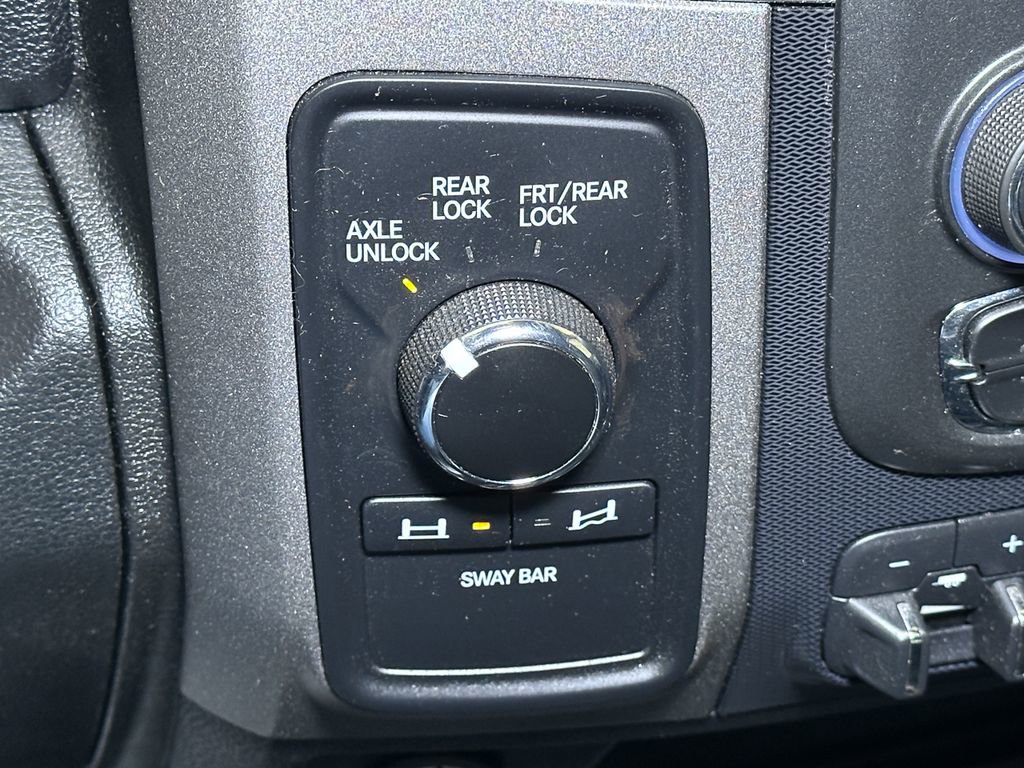 REAR
LOCK
FRT/REAR
LOCK
AXLE
UNLOCK
SWAY BAR
-
+